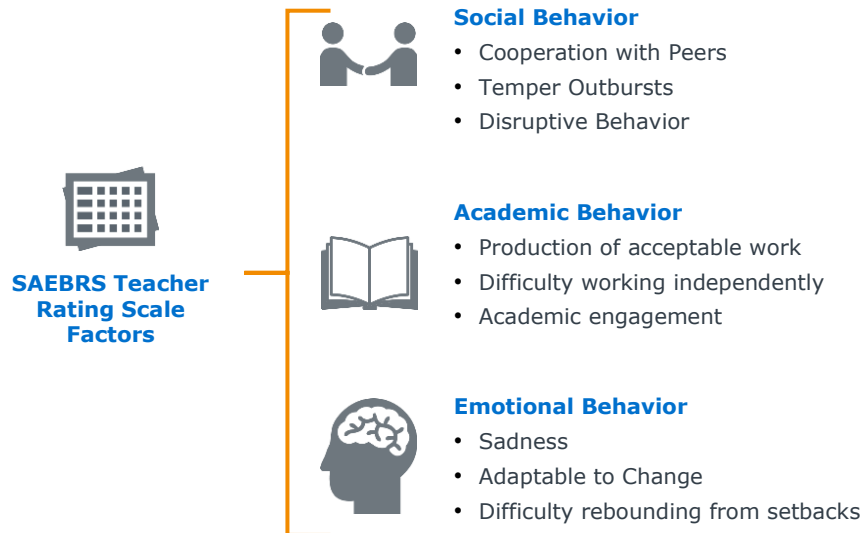 SAEBRS Teacher
Rating Scale
Factors
Social Behavior
• Cooperation with Peers
• Temper Outbursts
• Disruptive Behavior
Academic Behavior
• Production of acceptable work
• Difficulty working independently
• Academic engagement
Emotional Behavior
• Sadness
• Adaptable to Change
• Difficulty rebounding from setbacks